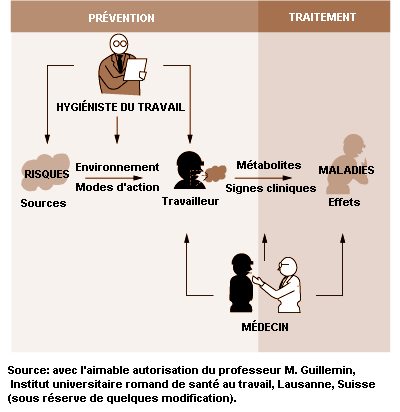 PRÉVENTION
TRAITEMENT
HYGIÉNISTE DU TRAVAIL
RISQUES
Sources
Environnement
Modes d'action
Travailleur
Métabolites
Signes cliniques
MALADIES
Effets
MÉDECIN
Source: avec l'aimable autorisation du professeur M. Guillemin,
Institut universitaire romand de santé au travail, Lausanne, Suisse
(sous réserve de quelques modification).